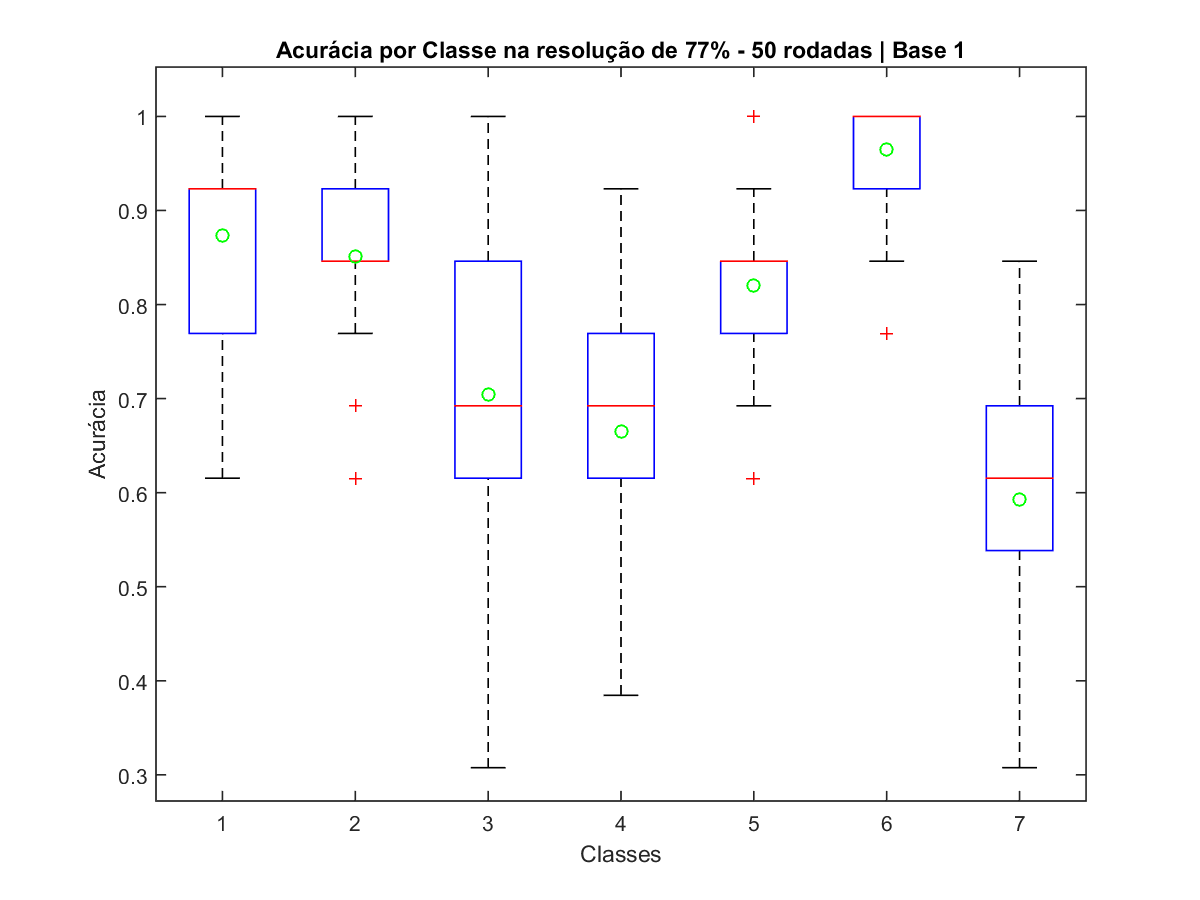 Acurácia por Classe na resolução de 77% - 50 rodadas | Base 1
1
0.9
0.8
0.7
0.6
0.5
0.4
0.3
Acurácia
1 2 3 4 5 6 7
Classes